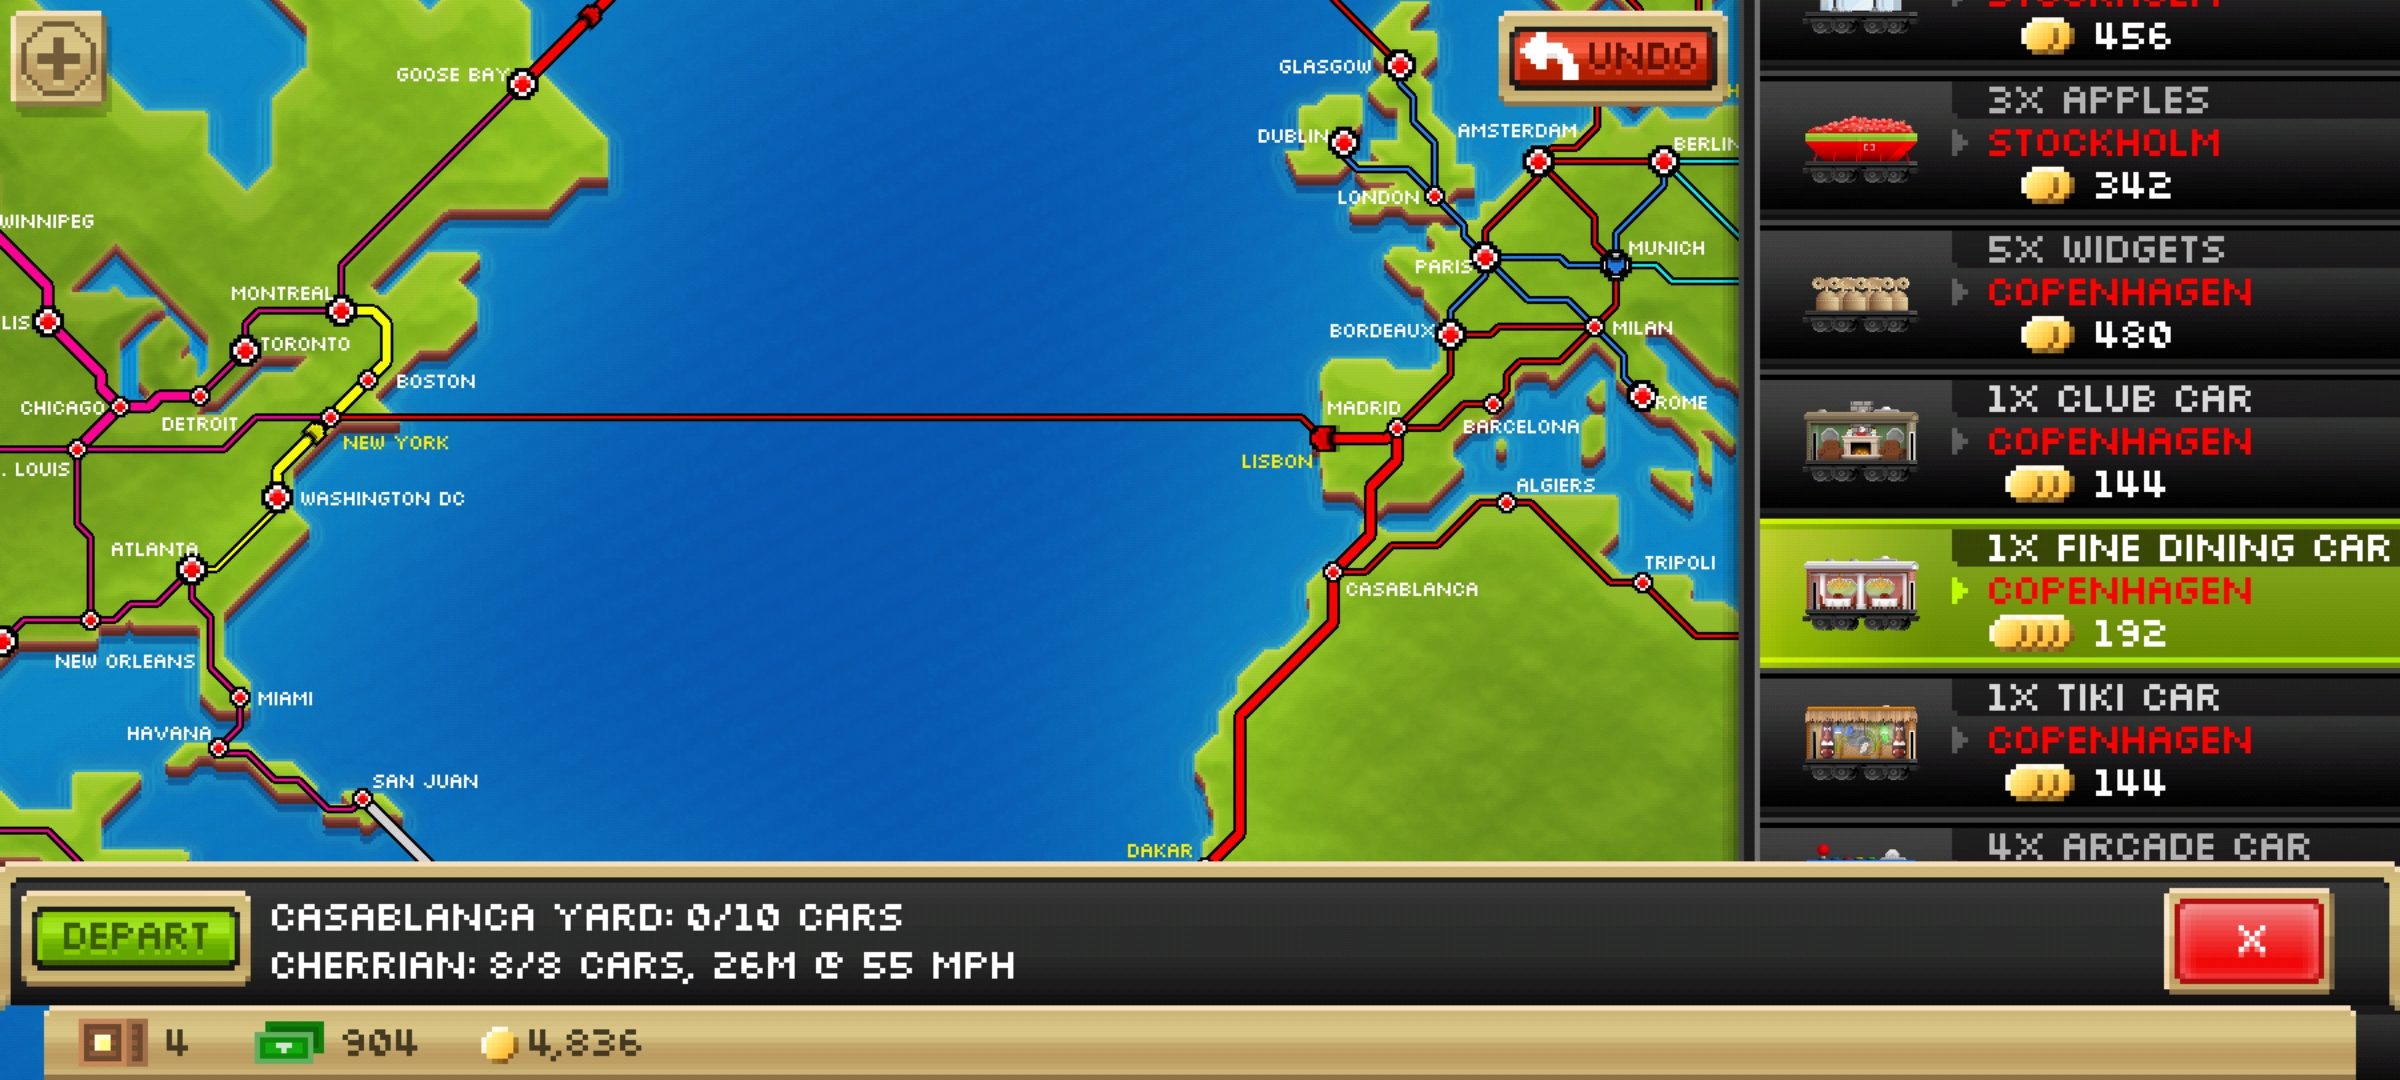 GOOSE BAY
WINNIPEG
MONTREAL
LIS
TORONTO
BOSTON
CHICAGO
DETROIT
NEW YORK
. LOUIS
WASHINGTON DC
ATLANTA
NEW ORLEANS
MIAMI
HAVANA
SAN JUAN
GLASGOW
DUBLIN
AMSTERDAM
BERLIN
LONDON
MUNICH
PARIS
BORDEAUX
MILAN
MADRID
ROME
BARCELONA
LISBON
ALGIERS
TRIPOLI
CASABLANCA
DAKAR
UNDO
STOCKHOLM
456
3X APPLES
STOCKHOLM
342
5X WIDGETS
COPENHAGEN
480
1X CLUB CAR
COPENHAGEN
144
1X FINE DINING CAR
COPENHAGEN
192
1X TIKI CAR
COPENHAGEN
144
4X ARCADE CAR
DEPART
CASABLANCA YARD: 0/10 CARS
CHERRIAN: 8/8 CARS, 26M @ 55 MPH
X
4
904
4,836